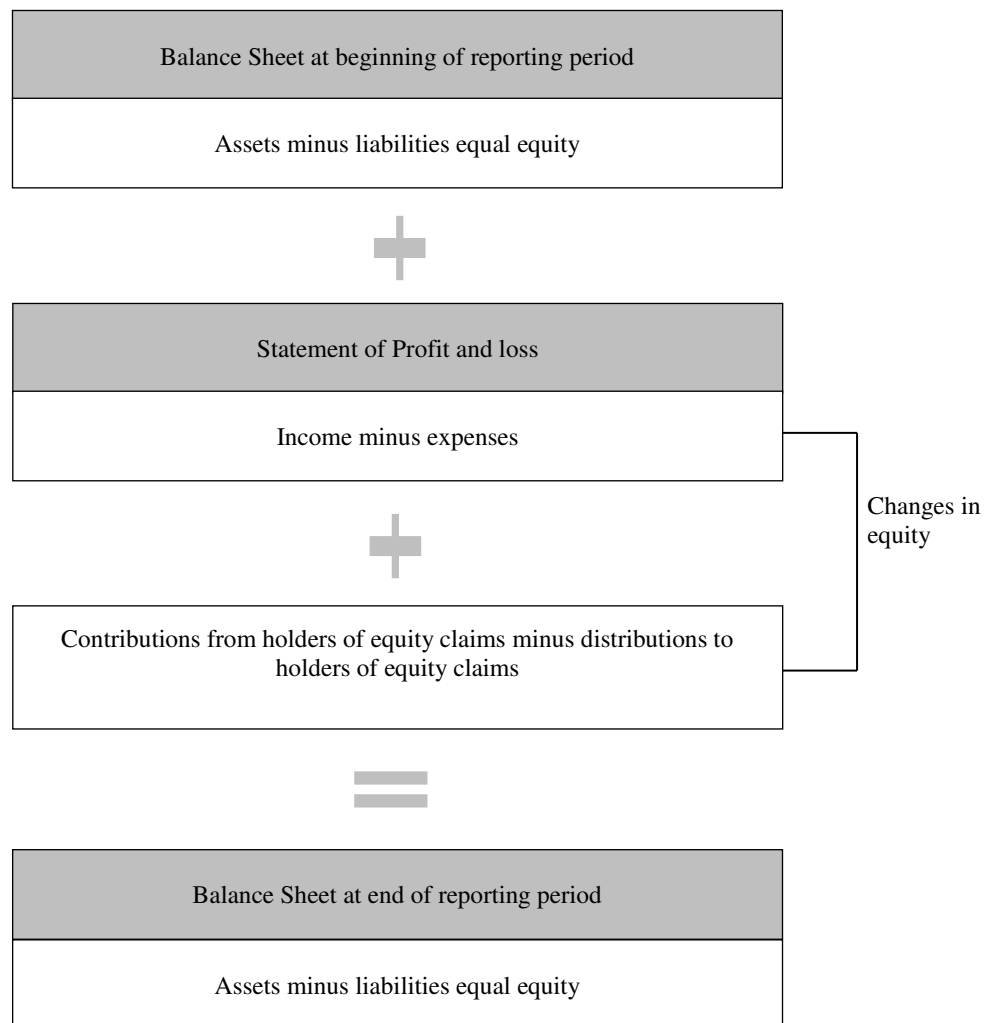 Balance Sheet at beginning of reporting period
Assets minus liabilities equal equity
Statement of Profit and loss
Income minus expenses
Changes in
equity
Contributions from holders of equity claims minus distributions to
holders of equity claims
Balance Sheet at end of reporting period
Assets minus liabilities equal equity